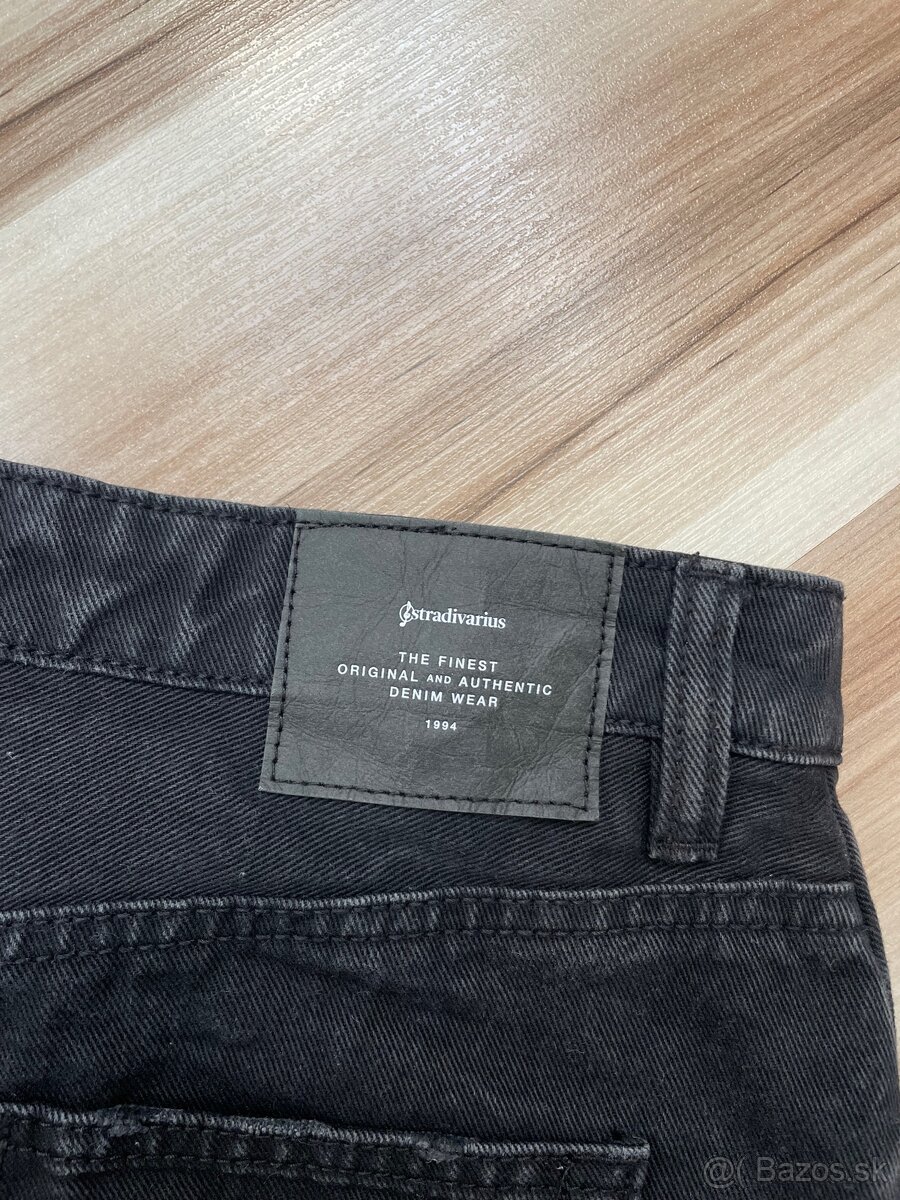 stradivarius
THE FINEST
ORIGINAL AND AUTHENTIC
DENIM WEAR
1994
@( Bazos.sk